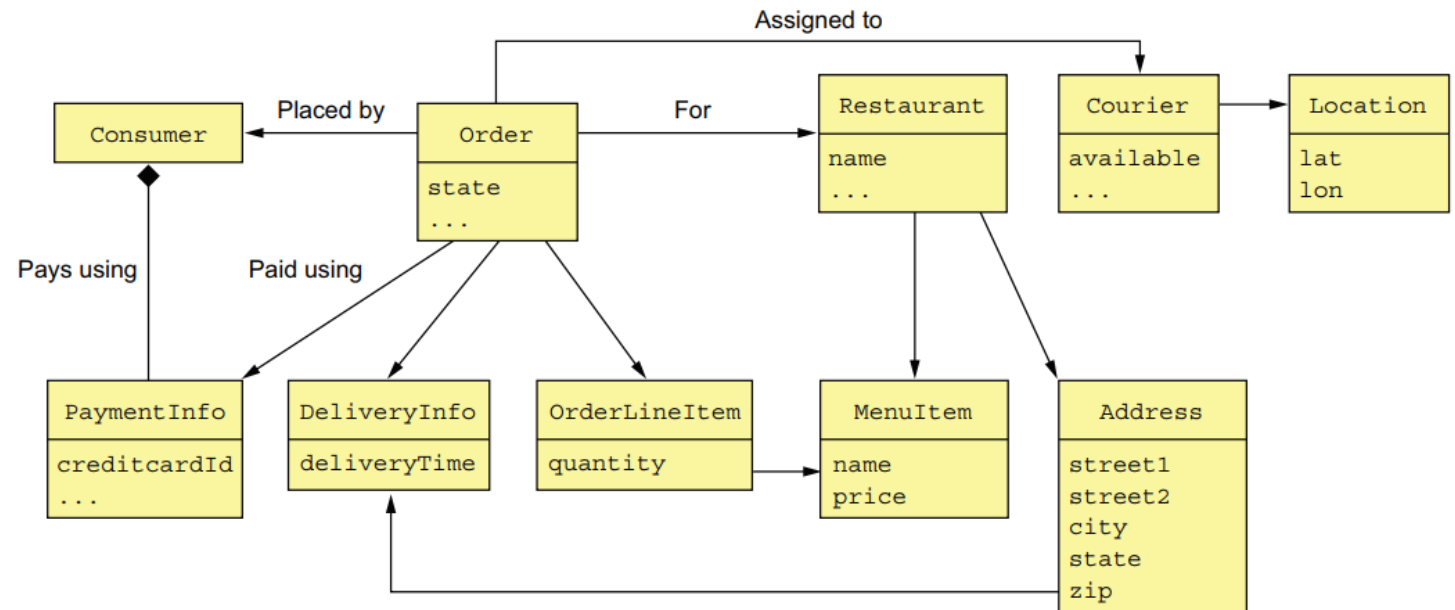 Assigned to
Consumer
Placed by
Order
state
...
For
Restaurant
name
...
Courier
available
...
Location
lat
lon
Pays using
Paid using
PaymentInfo
creditcardId
...
DeliveryInfo
deliveryTime
OrderLineItem
quantity
MenuItem
name
price
Address
street1
street2
city
state
zip